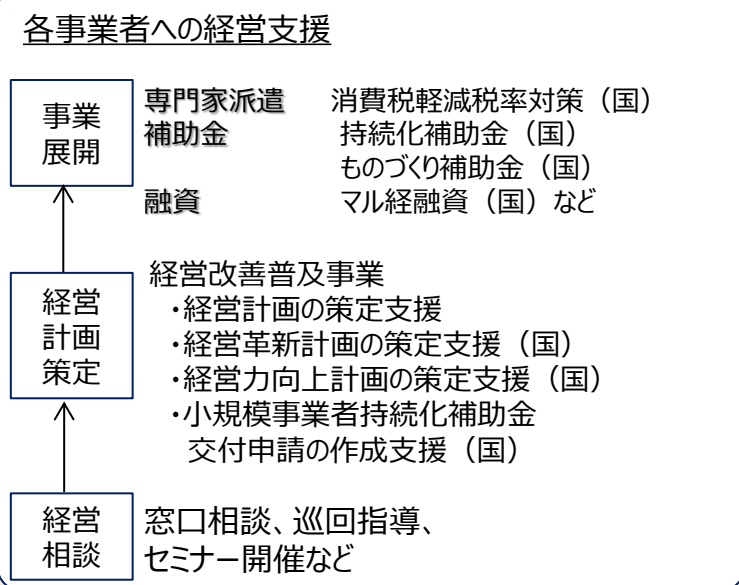 各事業者への経営支援
事業
展開
専門家派遣 消費税軽減税率対策（国）
補助金 持続化補助金（国）
ものづくり補助金（国）
融資 マル経融資（国）など
経営
計画
策定
経営改善普及事業
・経営計画の策定支援
・経営革新計画の策定支援（国）
・経営力向上計画の策定支援（国）
・小規模事業者持続化補助金
交付申請の作成支援（国）
経営
相談
窓口相談、巡回指導、
セミナー開催など